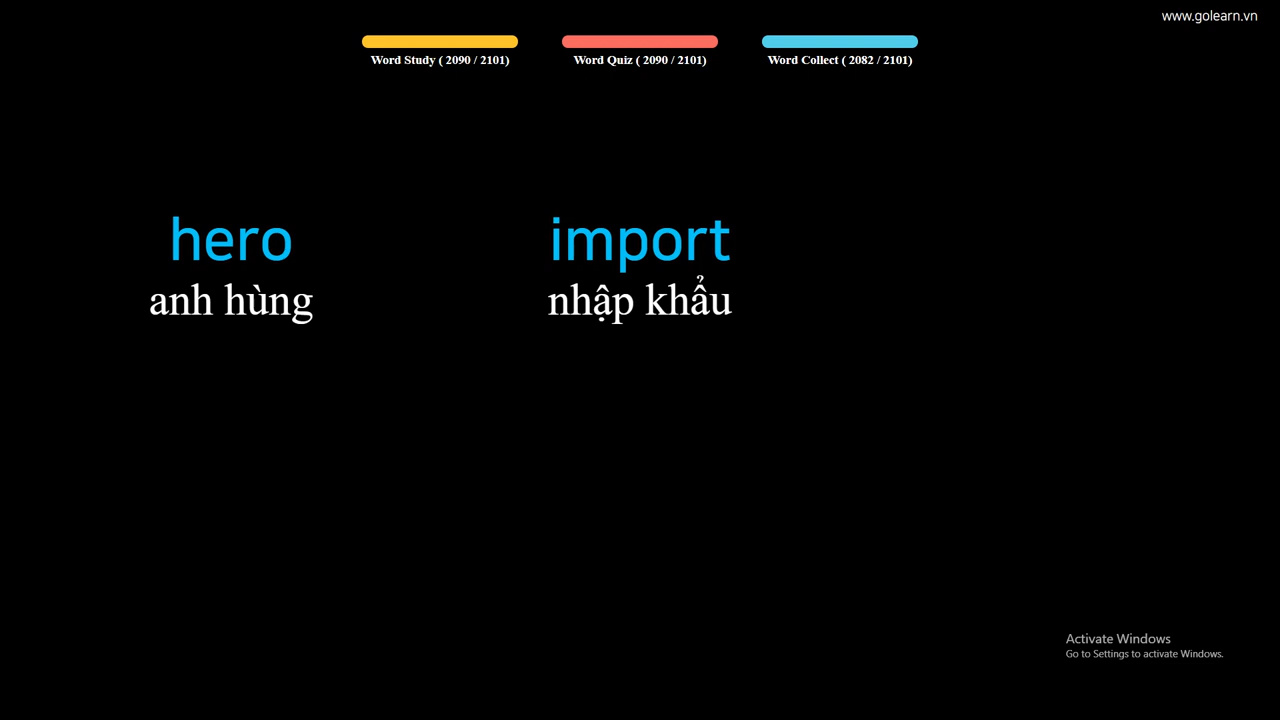 www.golearn.vn
Word Study ( 2090 / 2101)
Word Quiz ( 2090 / 2101)
Word Collect ( 2082 / 2101)
hero
anh hùng
import
nhập khẩu
Activate Windows
Go to Settings to activate Windows.